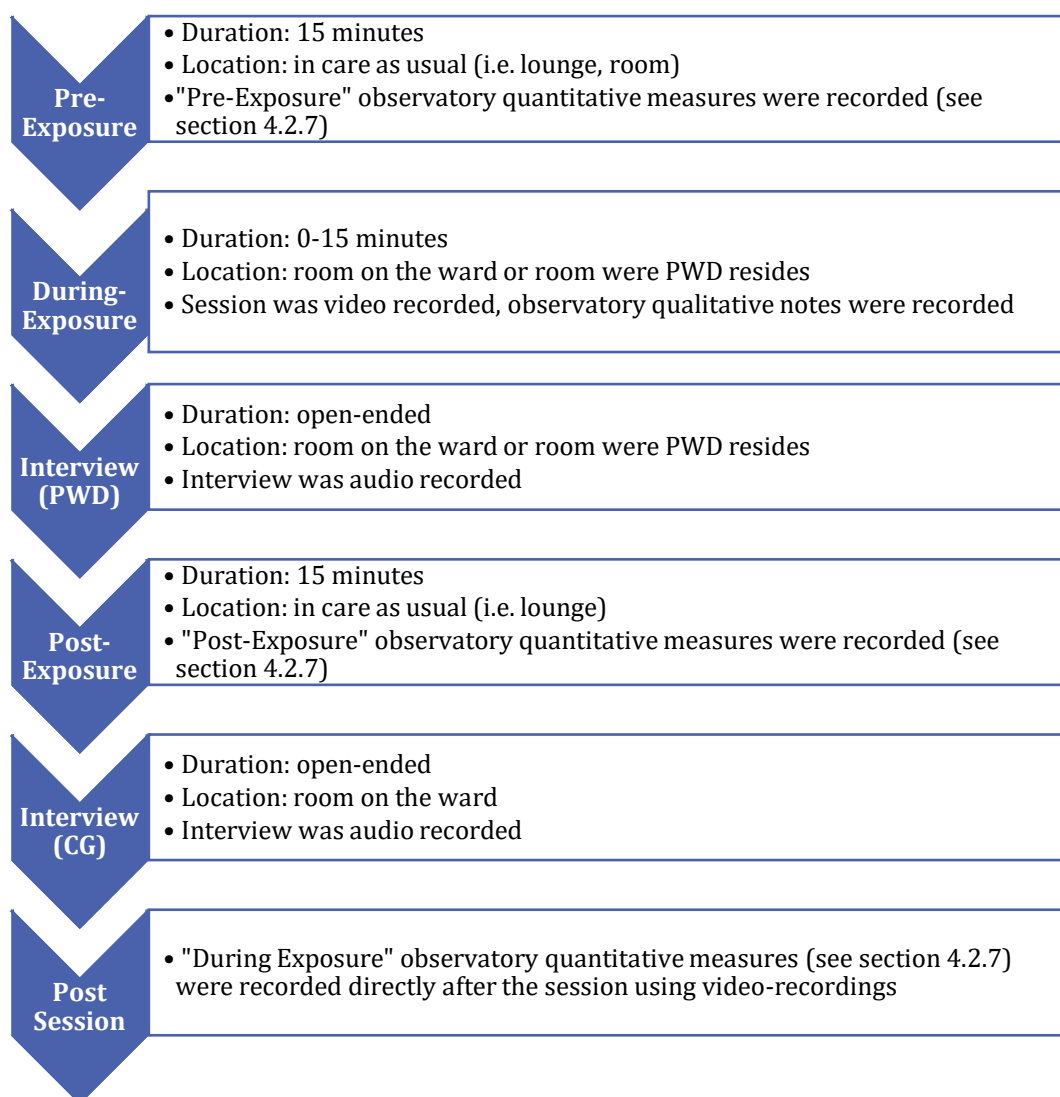 Pre-
Exposure
• Duration: 15 minutes
• Location: in care as usual (i.e. lounge, room)
•"Pre-Exposure" observatory quantitative measures were recorded (see
section 4.2.7)
During-
Exposure
• Duration: 0-15 minutes
• Location: room on the ward or room were PWD resides
• Session was video recorded, observatory qualitative notes were recorded
Interview
(PWD)
• Duration: open-ended
• Location: room on the ward or room were PWD resides
• Interview was audio recorded
Post-
Exposure
• Duration: 15 minutes
• Location: in care as usual (i.e. lounge)
• "Post-Exposure" observatory quantitative measures were recorded (see
section 4.2.7)
Interview
(CG)
• Duration: open-ended
• Location: room on the ward
• Interview was audio recorded
Post
Session
• "During Exposure" observatory quantitative measures (see section 4.2.7)
were recorded directly after the session using video-recordings